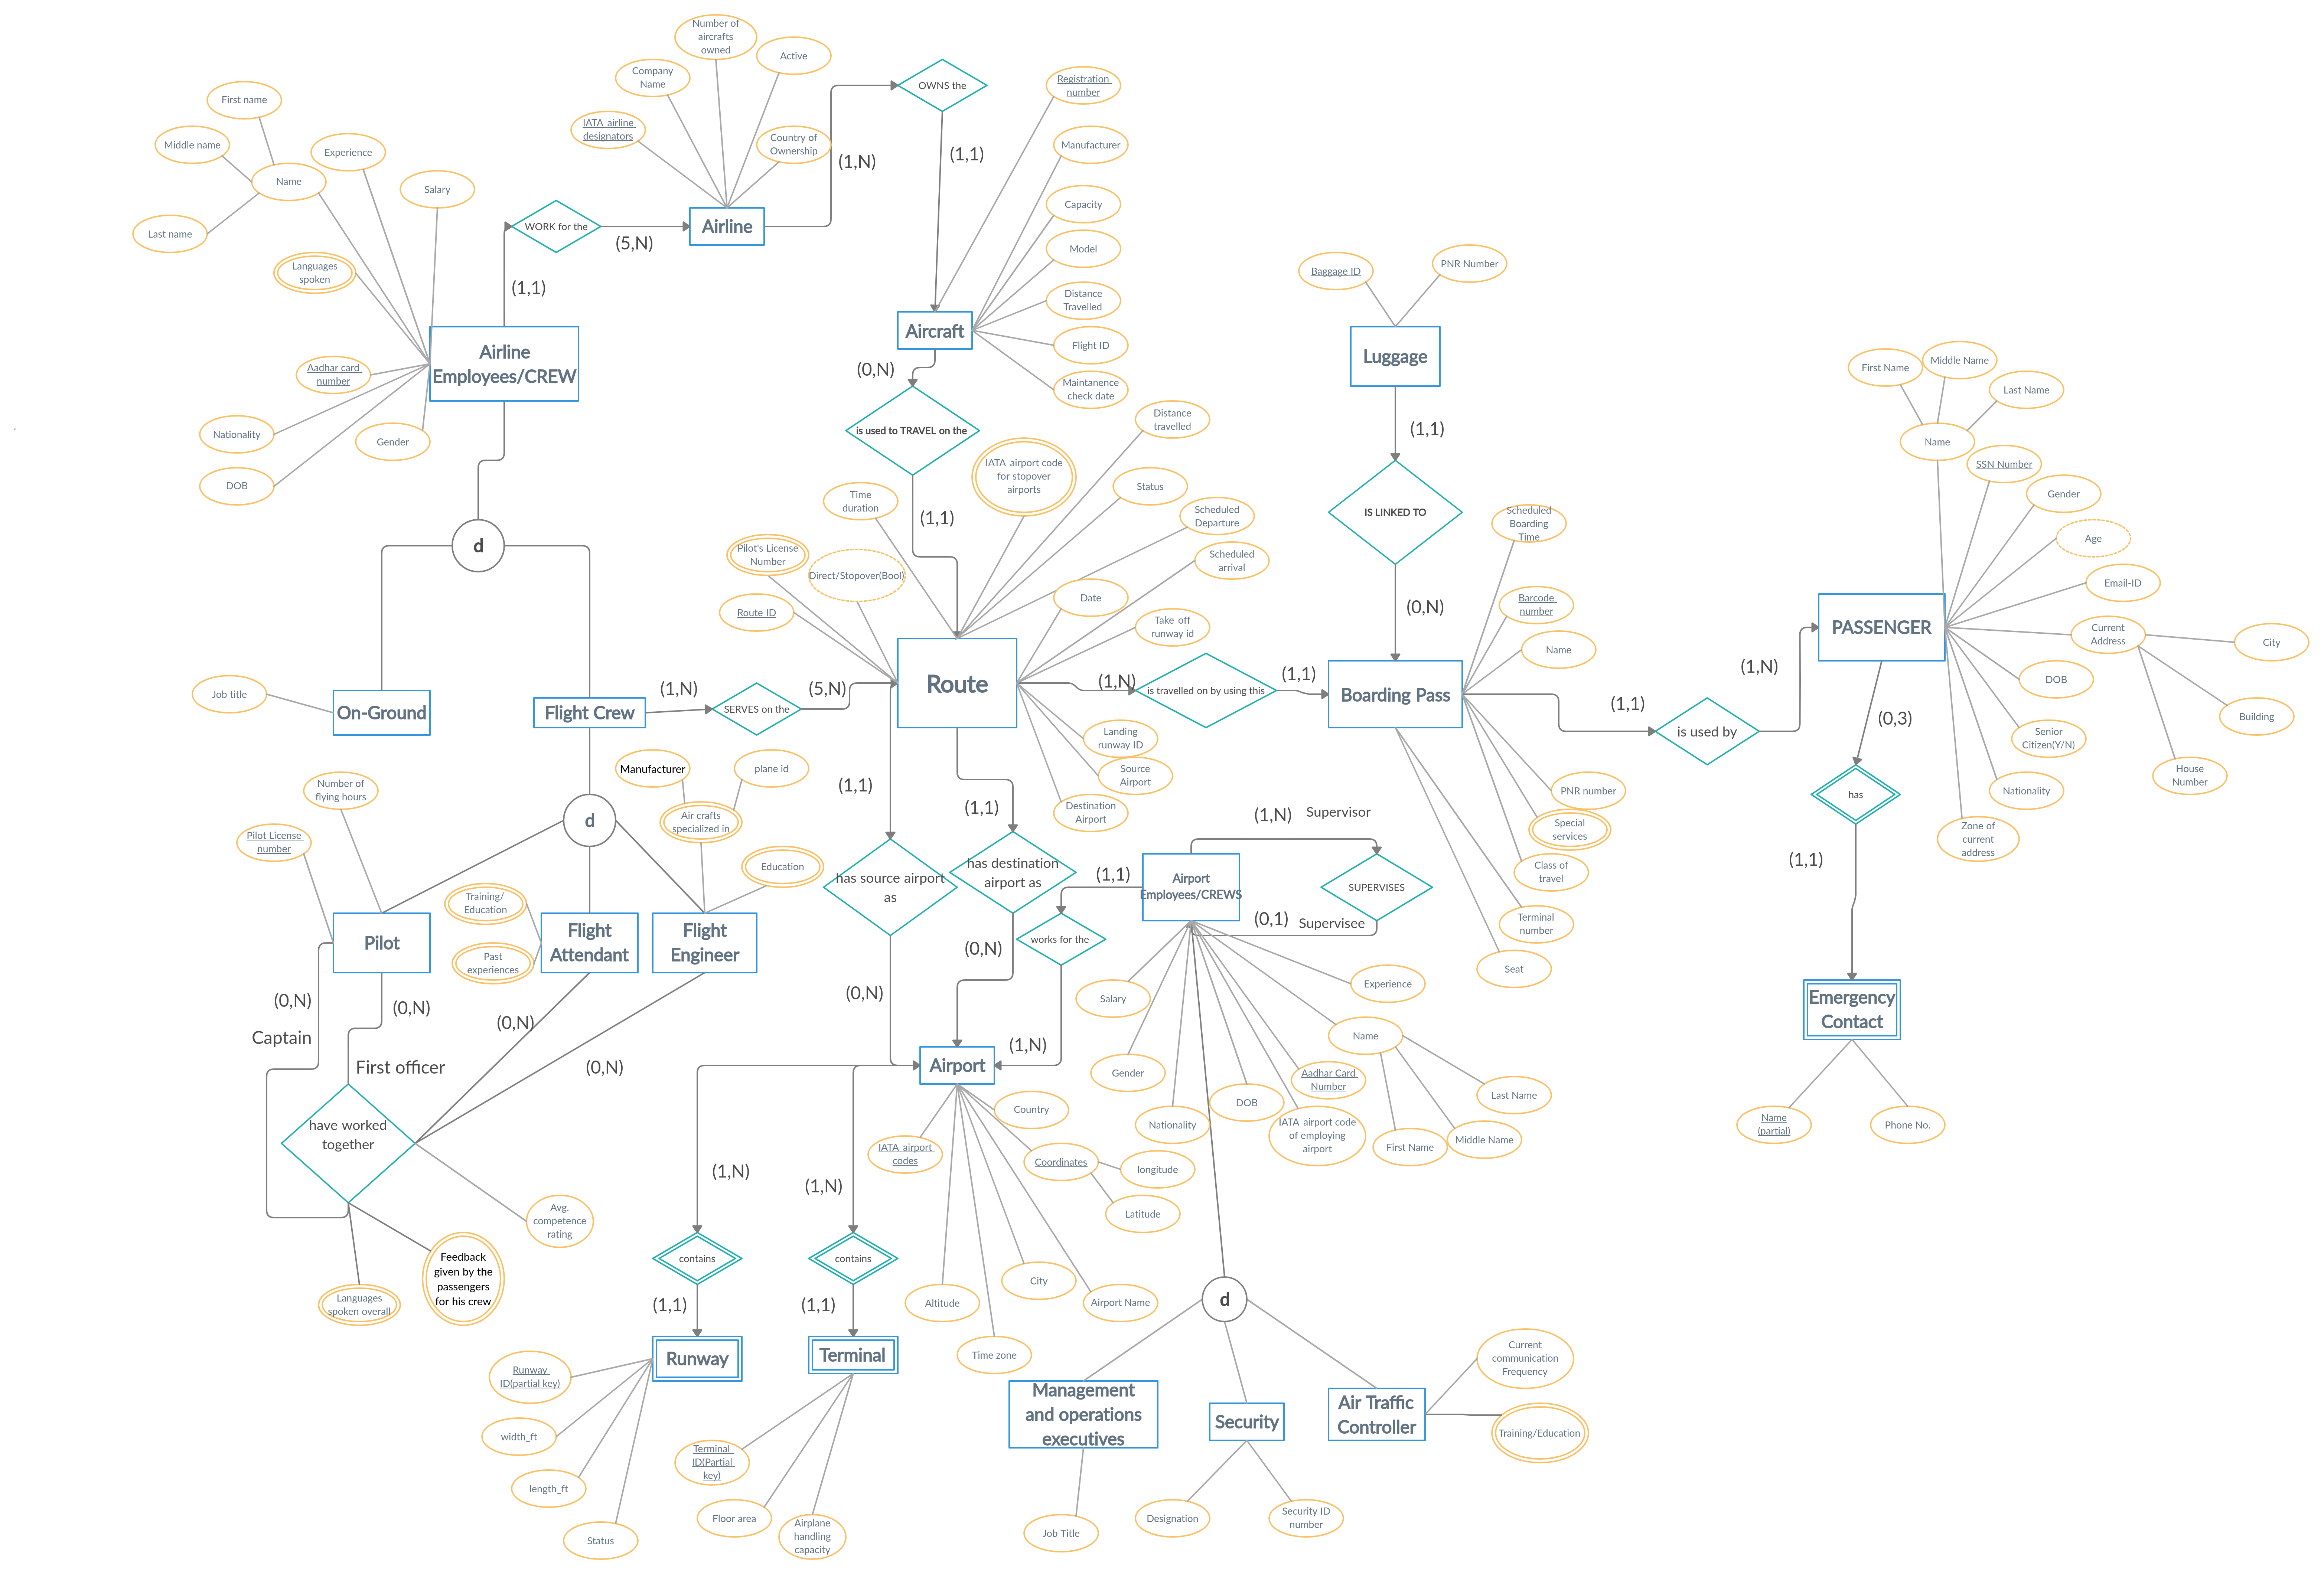 Number of
aircrafts
owned
Active
Company
Name
IATA airline
designators
Country of
Ownership
OWNS the
(1,N)
(1,1)
Registration
number
Manufacturer
Capacity
Model
Distance
Travelled
Flight ID
Maintanence
check date
First name
Middle name
Name
Last name
Experience
Salary
Languages
spoken
WORK for the
(5,N)
Airline
(1,1)
Airline
Employees/CREW
Aadhar card
number
Nationality
Gender
DOB
Aircraft
(0,N)
is used to TRAVEL on the
(1,1)
Baggage ID
PNR Number
Luggage
(1,1)
IS LINKED TO
(0,N)
First Name
Middle Name
Last Name
Name
SSN Number
Gender
Age
Email-ID
Current
Address
City
Building
House
Number
DOB
Senior
Citizen(Y/N)
Nationality
Zone of
current
address
PASSENGER
(1,N)
(0,3)
has
(1,1)
Emergency
Contact
Name
(partial)
Phone No.
d
Job title
On-Ground
Flight Crew
(1,N)
SERVES on the
(5,N)
Time
duration
Pilot's License
Number
Direct/Stopover(Bool)
Route ID
IATA airport code
for stopover
airports
Distance
travelled
Status
Scheduled
Departure
Scheduled
arrival
Date
Take off
runway id
Route
(1,N)
is travelled on by using this
(1,1)
Landing
runway ID
Source
Airport
Destination
Airport
Scheduled
Boarding
Time
Barcode
number
Name
Boarding Pass
(1,1)
is used by
PNR number
Special
services
Class of
travel
Terminal
number
Seat
Number of
flying hours
Pilot License
number
Manufacturer
plane id
Air crafts
specialized in
Education
d
Training/
Education
Past
experiences
Pilot
Flight
Attendant
Flight
Engineer
(0,N)
Captain
(0,N)
First officer
(0,N)
(0,N)
have worked
together
Avg.
competence
rating
Feedback
given by the
passengers
for his crew
Languages
spoken overall
(1,1)
has source airport
as
(0,N)
(1,1)
has destination
airport as
(0,N)
(1,N)
Supervisor
SUPERVISES
(0,1)
Supervisee
Airport
Employees/CREWS
(1,1)
works for the
(1,N)
Salary
Gender
Nationality
DOB
IATA airport code
of employing
airport
Aadhar Card
Number
Experience
Name
First Name
Middle Name
Last Name
Airport
Country
IATA airport
codes
Coordinates
longitude
Latitude
Altitude
Time zone
City
Airport Name
(1,N)
contains
(1,1)
Runway
Runway
ID(partial key)
width_ft
length_ft
Status
(1,N)
contains
(1,1)
Terminal
Terminal
ID(Partial
key)
Floor area
Airplane
handling
capacity
d
Management
and operations
executives
Job Title
Security
Designation
Security ID
number
Air Traffic
Controller
Current
communication
Frequency
Training/Education